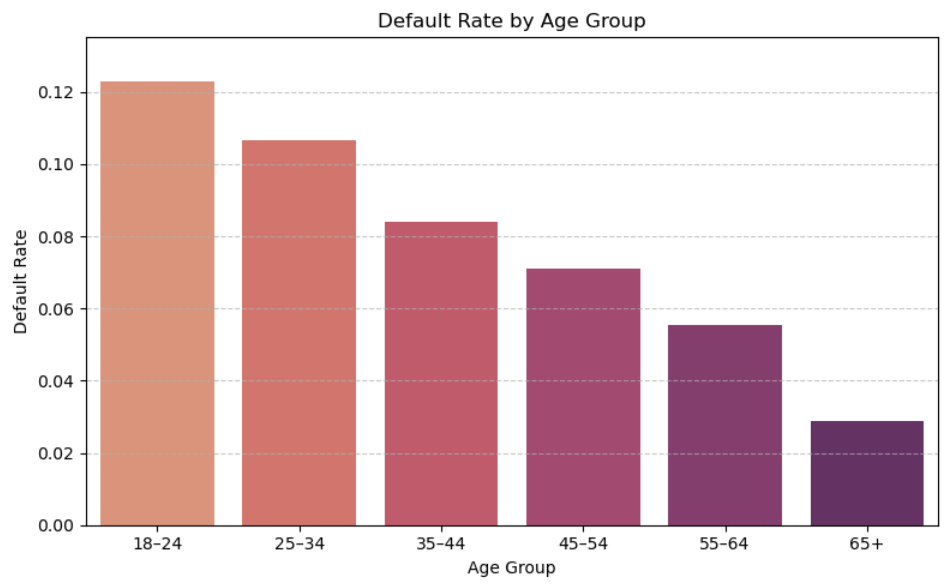 Default Rate by Age Group
0.12
0.10
0.08
0.06
0.04
0.02
0.00
Default Rate
18–24 25–34 35–44 45–54 55–64 65+
Age Group